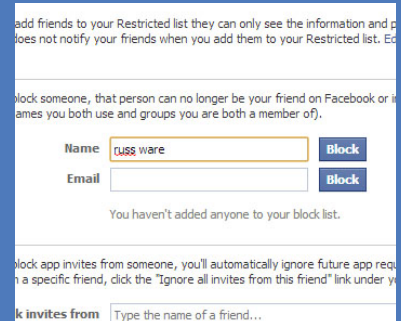 add friends to your Restricted list they can only see the information and p
does not notify your friends when you add them to your Restricted list. Ed
block someone, that person can no longer be your friend on Facebook or in
ames you both use and groups you are both a member of).
Name russ ware Block
Email Block
You haven't added anyone to your block list.
block app invites from someone, you'll automatically ignore future app requ
a specific friend, click the "Ignore all invites from this friend" link under yo
k invites from Type the name of a friend...